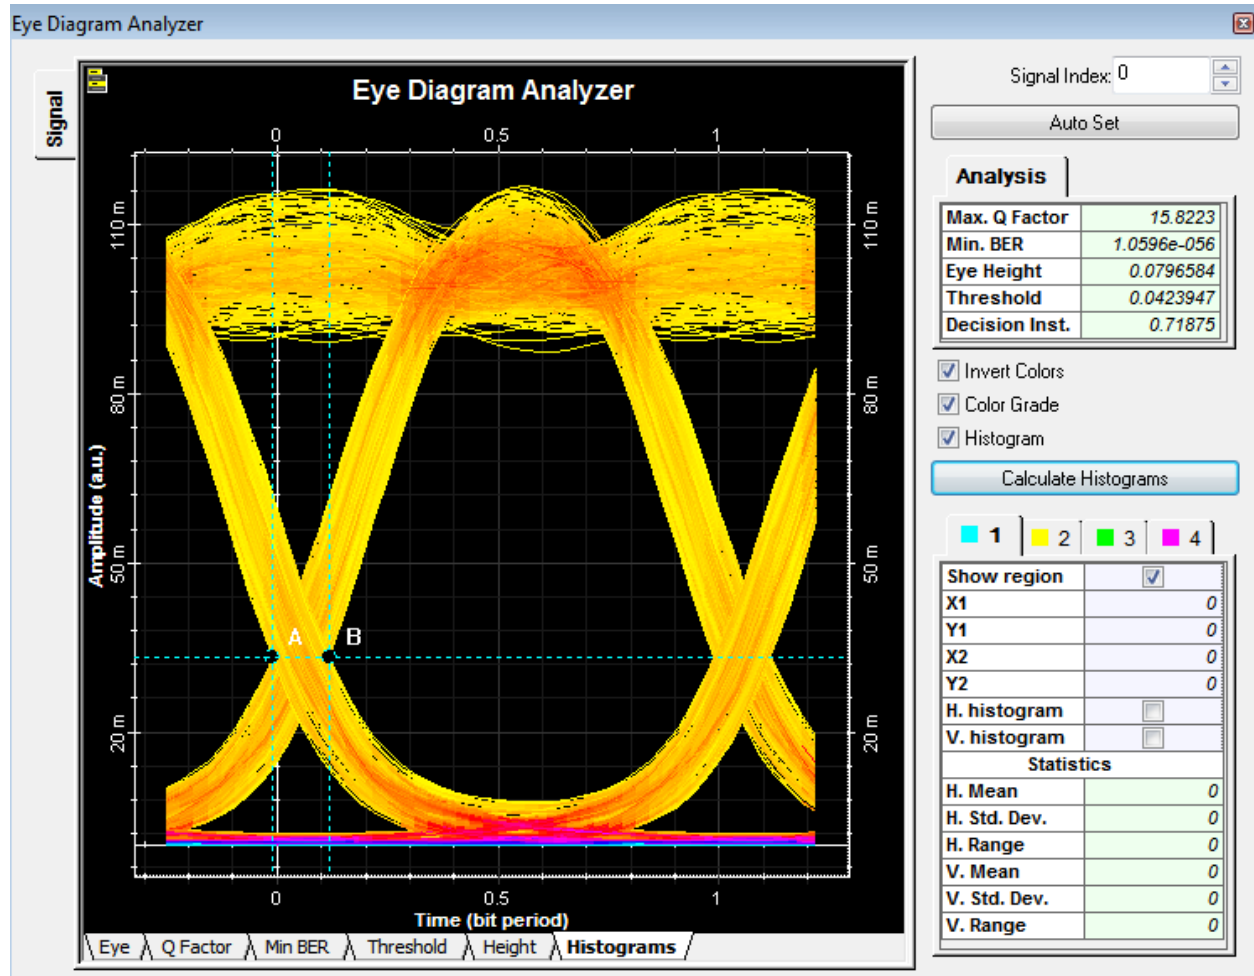 Eye Diagram Analyzer
Signal
Eye Diagram Analyzer
0 0.5 1
110 m
80 m
50 m
20 m
Amplitude (a.u.)
110 m
80 m
50 m
20 m
A B
0 0.5 1
Time (bit period)
Eye Q Factor Min BER Threshold Height Histograms
Signal Index: 0
Auto Set
Analysis
Max. Q Factor 15.8223
Min. BER 1.0596e-056
Eye Height 0.0796584
Threshold 0.0423947
Decision Inst. 0.71875
Invert Colors
Color Grade
Histogram
Calculate Histograms
1 2 3 4
Show region
X1 0
Y1 0
X2 0
Y2 0
H. histogram
V. histogram
Statistics
H. Mean 0
H. Std. Dev. 0
H. Range 0
V. Mean 0
V. Std. Dev. 0
V. Range 0